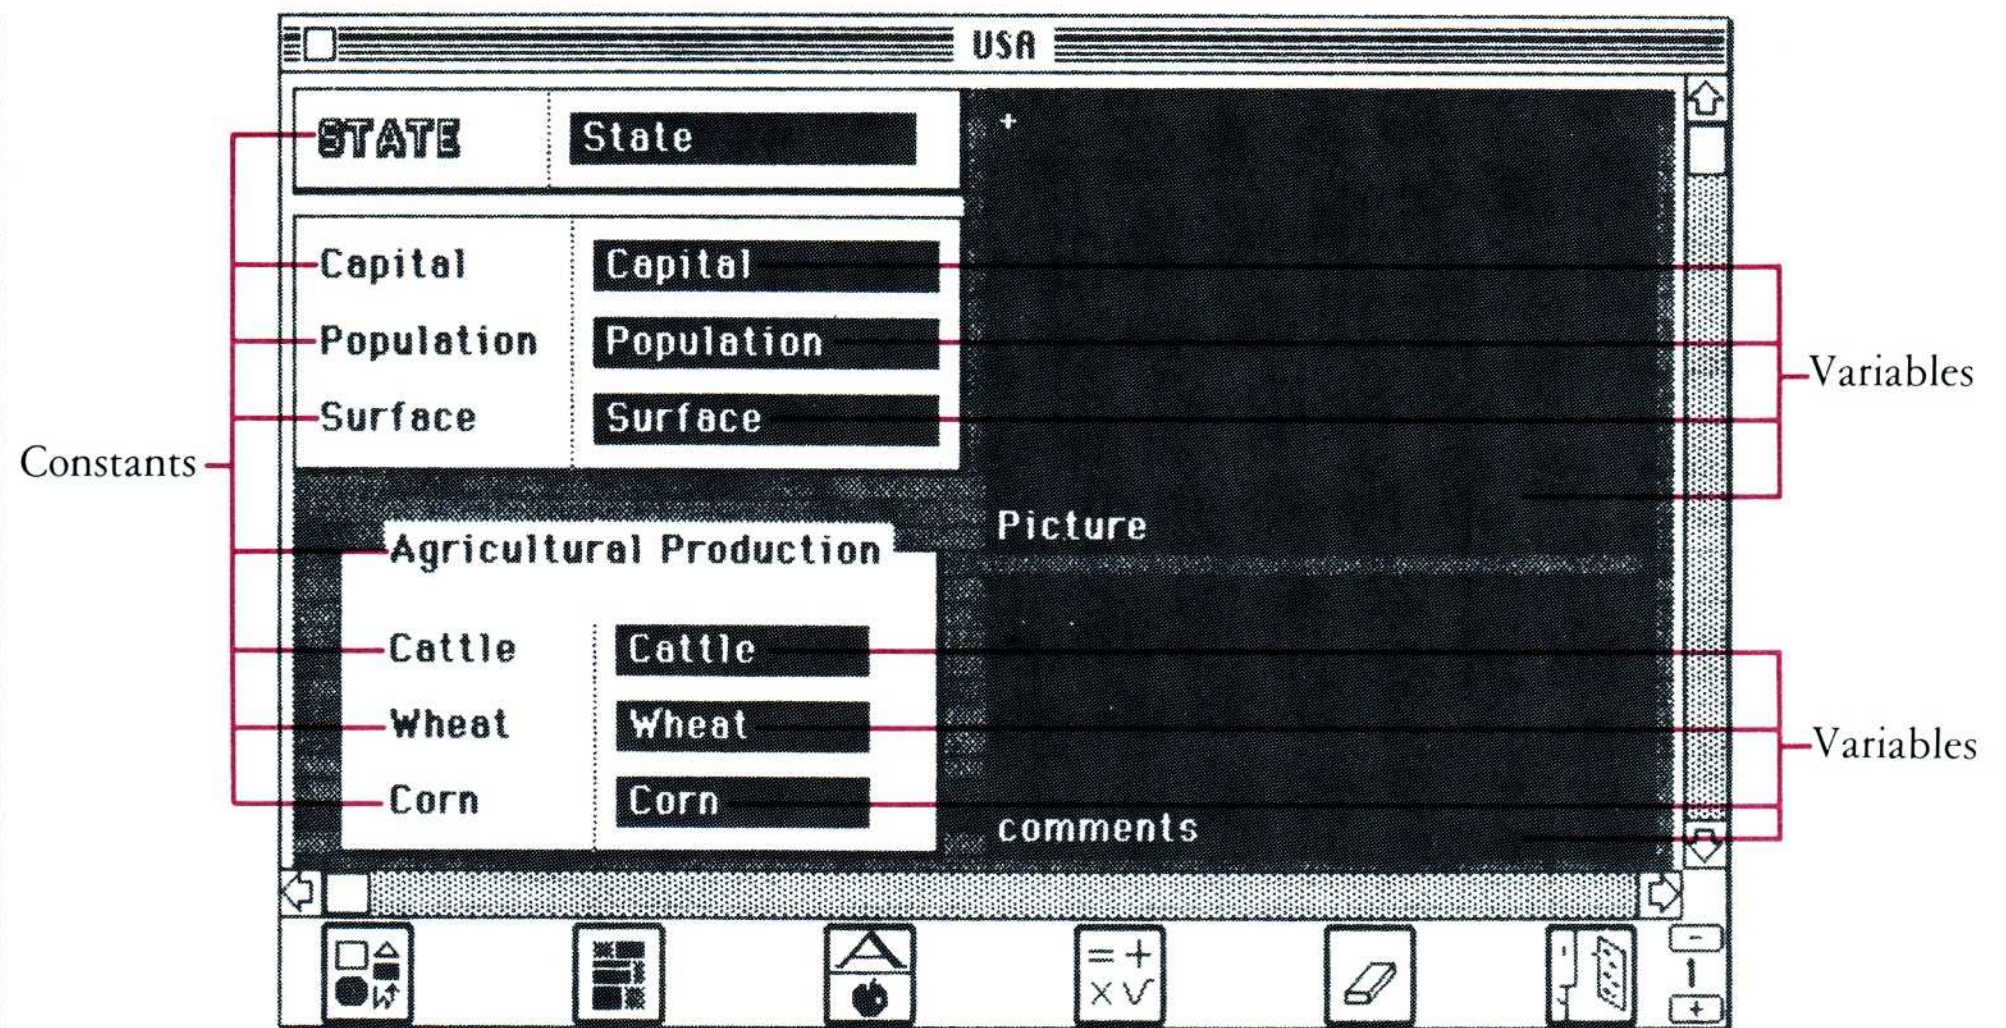 USA
STATE State
Capital Capital
Population Population
Variables
Surface Surface
Constants
Picture
Agricultural Production
Cattle Cattle
Wheat Wheat
Variables
Corn Corn
comments
A
= +
× √
-
1
+